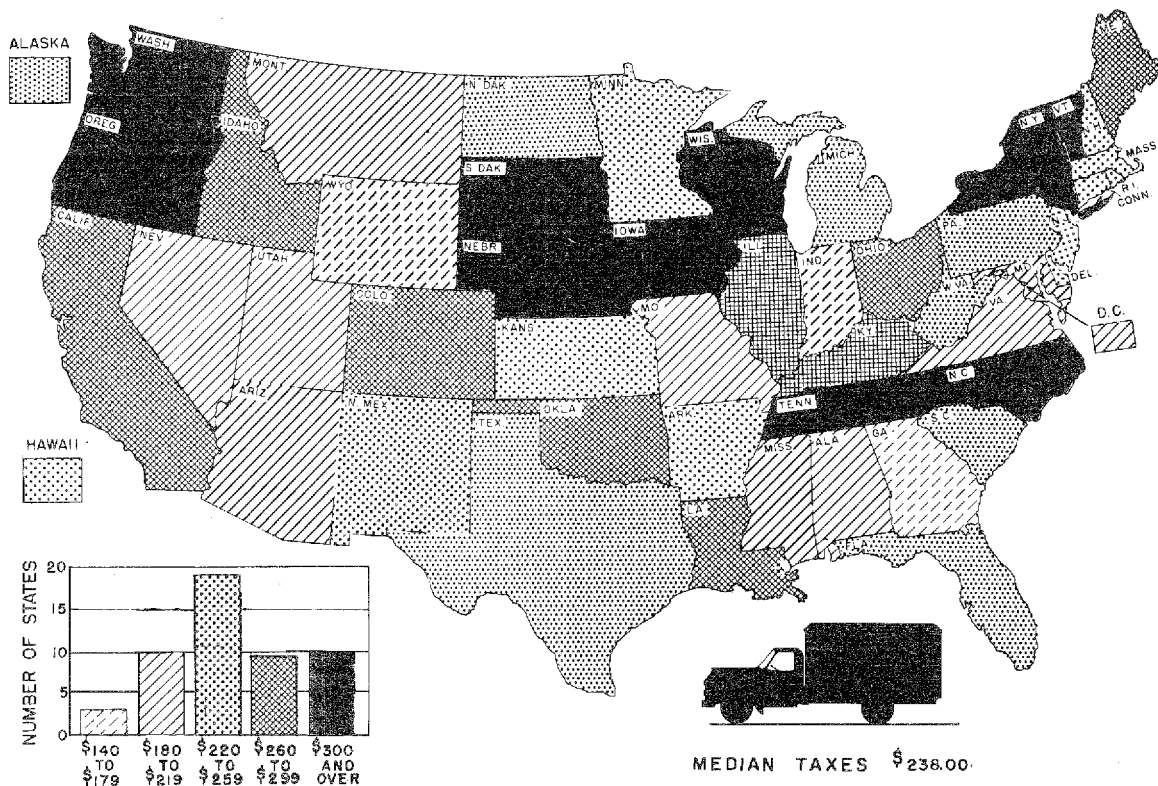 ALASKA
WASH
OREG
IDAHO
MONT
N DAK
MINN
WIS.
MICH
N.Y.
VT.
ME
MASS
R.I.
CONN.
S DAK
WYO
IOWA
NEBR
CALIF
NEV
UTAH
COLO
KANS
MO
ILL
IND
OHIO
PA.
N.J.
DEL.
MD
W.VA.
VA.
D.C.
KY
N.C.
TENN
ARIZ
N. MEX
TEX.
OKLA
ARK
MISS
ALA
GA
S.C
LA.
FLA.
HAWAII
NUMBER OF STATES
20
15
10
5
0
$140 TO $179
$180 TO $219
$220 TO $259
$260 TO $299
$300 AND OVER
MEDIAN TAXES $238.00